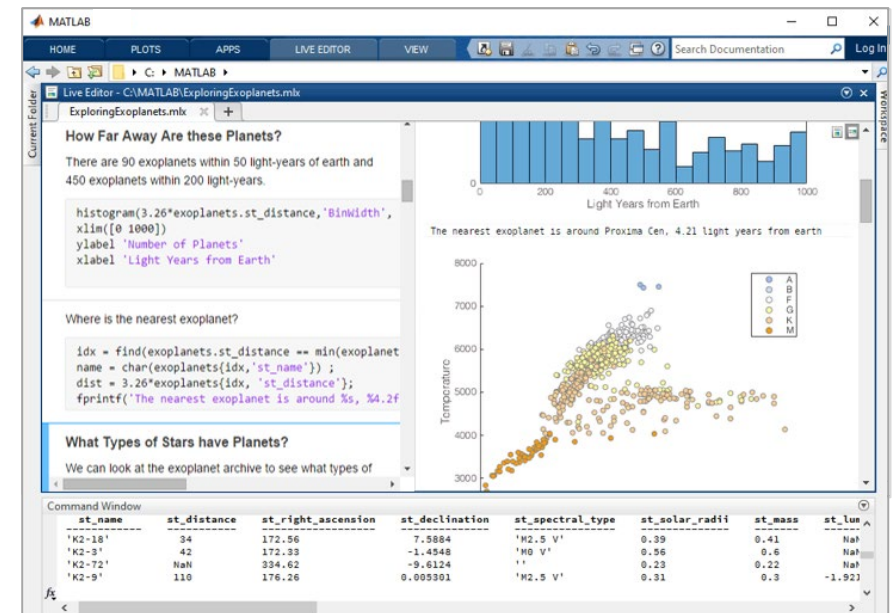 MATLAB
HOME PLOTS APPS LIVE EDITOR VIEW Search Documentation Log In
C: MATLAB
Current Folder
Live Editor - C:\MATLAB\ExploringExoplanets.mlx
Workspace
ExploringExoplanets.mlx × +
How Far Away Are these Planets?
There are 90 exoplanets within 50 light-years of earth and
450 exoplanets within 200 light-years.
histogram(3.26*exoplanets.st_distance,'BinWidth',
xlim([0 1000])
ylabel 'Number of Planets'
xlabel 'Light Years from Earth'
Where is the nearest exoplanet?
idx = find(exoplanets.st_distance == min(exoplanet
name = char(exoplanets{idx,'st_name'}) ;
dist = 3.26*exoplanets{idx, 'st_distance'};
fprintf('The nearest exoplanet is around %s, %4.2f
What Types of Stars have Planets?
We can look at the exoplanet archive to see what types of
0
0 200 400 600 800 1000
Light Years from Earth
The nearest exoplanet is around Proxima Cen, 4.21 light years from earth
8000
7000
6000
5000
4000
3000
Temperature
A
B
F
G
K
M
Command Window
st_name st_distance st_right_ascension st_declination st_spectral_type st_solar_radii st_mass st_lum
'K2-18' 34 172.56 7.5884 'M2.5 V' 0.39 0.41 NaN
'K2-3' 42 172.33 -1.4548 'M0 V' 0.56 0.6 NaN
'K2-72' NaN 334.62 -9.6124 '' 0.23 0.22 NaN
'K2-9' 110 176.26 0.005301 'M2.5 V' 0.31 0.3 -1.921
fx